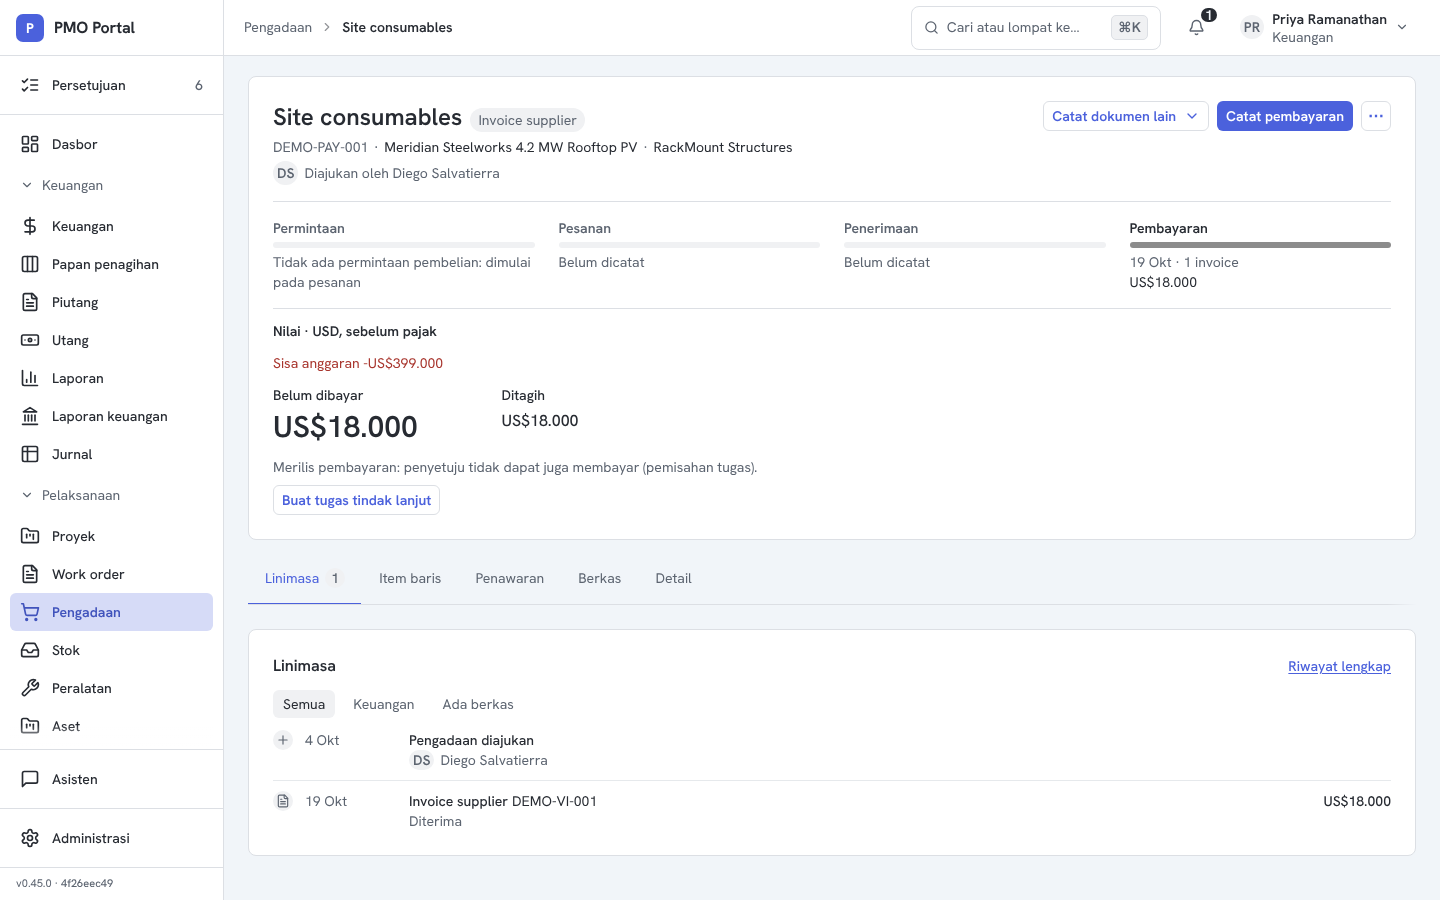 P PMO Portal
Pengadaan > Site consumables
Cari atau lompat ke... ⌘K
1
PR Priya Ramanathan
Keuangan
Persetujuan 6
Dasbor
Keuangan
Keuangan
Papan penagihan
Piutang
Utang
Laporan
Laporan keuangan
Jurnal
Pelaksanaan
Proyek
Work order
Pengadaan
Stok
Peralatan
Aset
Asisten
Administrasi
v0.45.0 · 4f26eec49
Site consumables Invoice supplier
Catat dokumen lain Catat pembayaran ...
DEMO-PAY-001 · Meridian Steelworks 4.2 MW Rooftop PV · RackMount Structures
DS Diajukan oleh Diego Salvatierra
Permintaan
Tidak ada permintaan pembelian: dimulai
pada pesanan
Pesanan
Belum dicatat
Penerimaan
Belum dicatat
Pembayaran
19 Okt · 1 invoice
US$18.000
Nilai · USD, sebelum pajak
Sisa anggaran -US$399.000
Belum dibayar
US$18.000
Ditagih
US$18.000
Merilis pembayaran: penyetuju tidak dapat juga membayar (pemisahan tugas).
Buat tugas tindak lanjut
Linimasa 1 Item baris Penawaran Berkas Detail
Linimasa
Riwayat lengkap
Semua Keuangan Ada berkas
4 Okt Pengadaan diajukan
DS Diego Salvatierra
19 Okt Invoice supplier DEMO-VI-001 US$18.000
Diterima